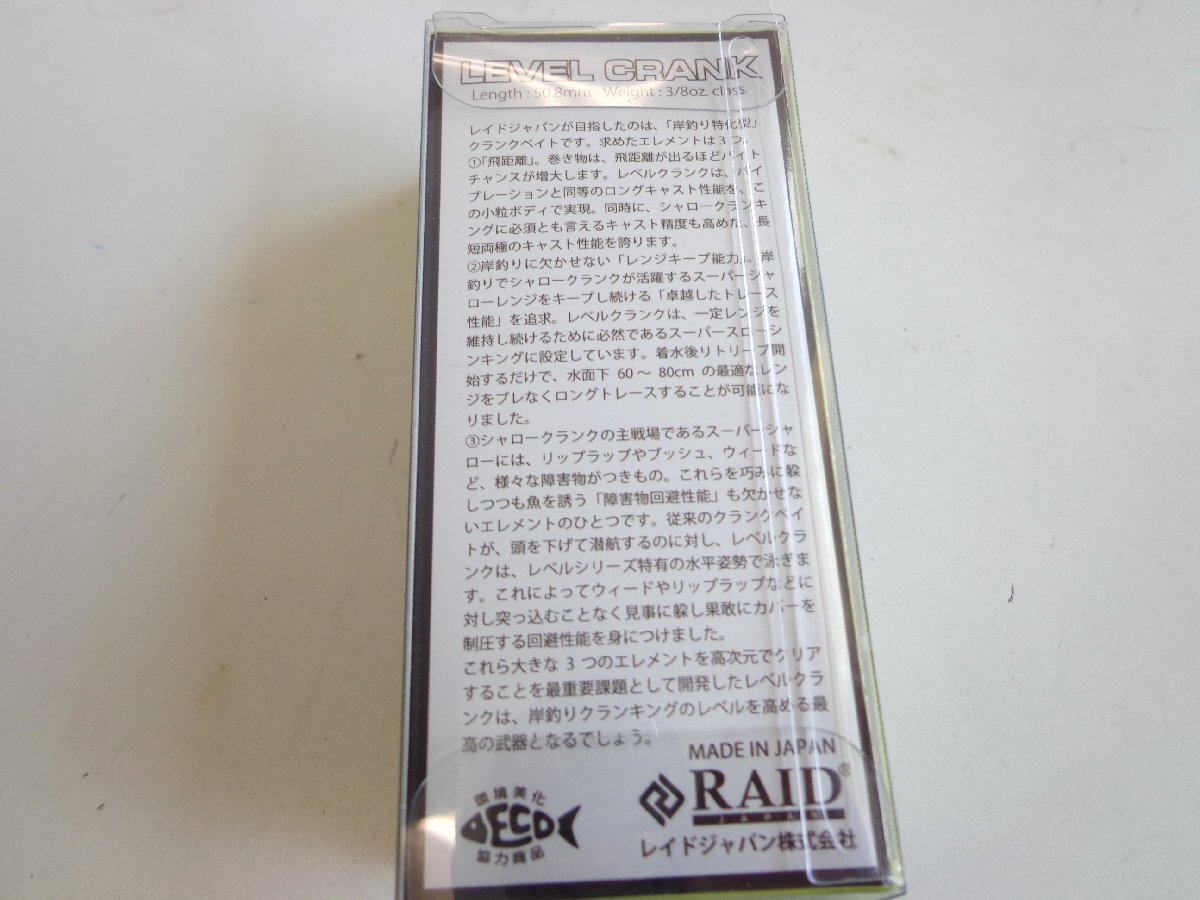 LEVEL CRANK
Length : 50.8mm Weight : 3/8oz. class
レイドジャパンが目指したのは、「岸釣り特化型」
クランクベイトです。求めたエレメントは3つ。
①「飛距離」。巻き物は、飛距離が出るほどバイト
チャンスが増大します。レベルクランクは、バイ
ブレーションと同等のロングキャスト性能を、こ
の小粒ボディで実現。同時に、シャロークランキ
ングに必須とも言えるキャスト精度も高めた、長
短両極のキャスト性能を誇ります。
②岸釣りに欠かせない「レンジキープ能力」。岸
釣りでシャロークランクが活躍するスーパーシャ
ローレンジをキープし続ける「卓越したトレース
性能」を追求。レベルクランクは、一定レンジを
維持し続けるために必然であるスーパースローシ
ンキングに設定しています。着水後リトリーブ開
始するだけで、水面下 60 〜 80cm の最適なレン
ジをブレなくロングトレースすることが可能にな
りました。
③シャロークランクの主戦場であるスーパーシャ
ローには、リップラップやブッシュ、ウィードな
ど、様々な障害物がつきもの。これらを巧みに躱
しつつも魚を誘う「障害物回避性能」も欠かせな
いエレメントのひとつです。従来のクランクベイ
トが、頭を下げて潜航するのに対し、レベルクラ
ンクは、レベルシリーズ特有の水平姿勢で泳ぎま
す。これによってウィードやリップラップなどに
対し突っ込むことなく見事に躱し果敢にカバーを
制圧する回避性能を身につけました。
これら大きな 3 つのエレメントを高次元でクリア
することを最重要課題として開発したレベルクラ
ンクは、岸釣りクランキングのレベルを高める最
高の武器となるでしょう。
MADE IN JAPAN
RAID®
JAPAN
レイドジャパン株式会社
環境美化
ECO
協力商品